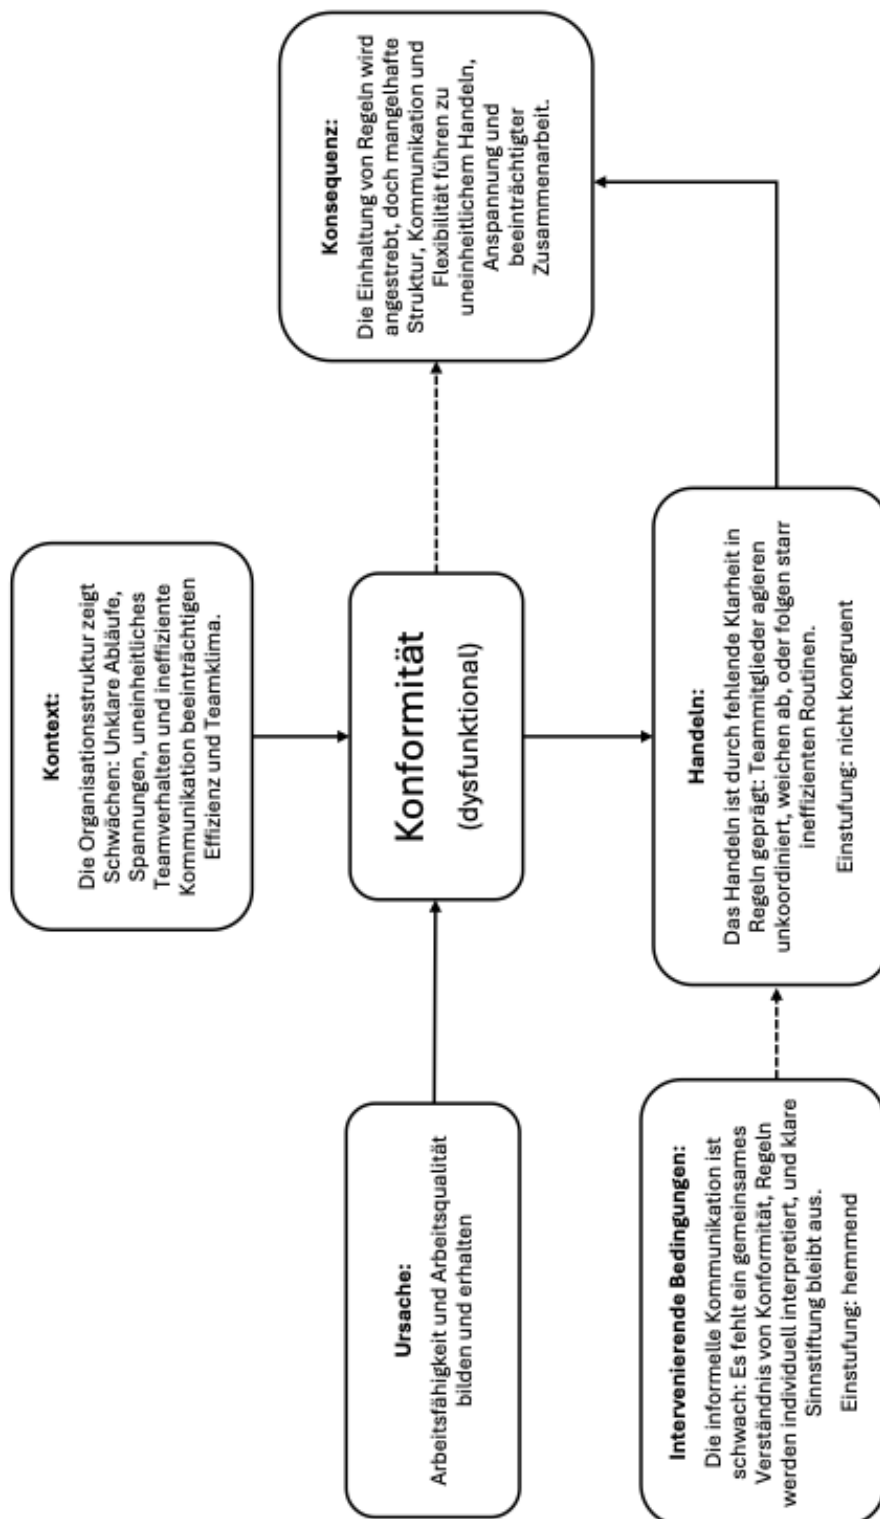 Kontext:
Die Organisationsstruktur zeigt
Schwächen: Unklare Abläufe,
Spannungen, uneinheitliches
Teamverhalten und ineffiziente
Kommunikation beeinträchtigen
Effizienz und Teamklima.
Ursache:
Arbeitsfähigkeit und Arbeitsqualität
bilden und erhalten
Konformität
(dysfunktional)
Konsequenz:
Die Einhaltung von Regeln wird
angestrebt, doch mangelhafte
Struktur, Kommunikation und
Flexibilität führen zu
uneinheitlichem Handeln,
Anspannung und
beeinträchtigter
Zusammenarbeit.
Intervenierende Bedingungen:
Die informelle Kommunikation ist
schwach: Es fehlt ein gemeinsames
Verständnis von Konformität, Regeln
werden individuell interpretiert, und klare
Sinnstiftung bleibt aus.
Einstufung: hemmend
Handeln:
Das Handeln ist durch fehlende Klarheit in
Regeln geprägt: Teammitglieder agieren
unkoordiniert, weichen ab, oder folgen starr
ineffizienten Routinen.
Einstufung: nicht kongruent